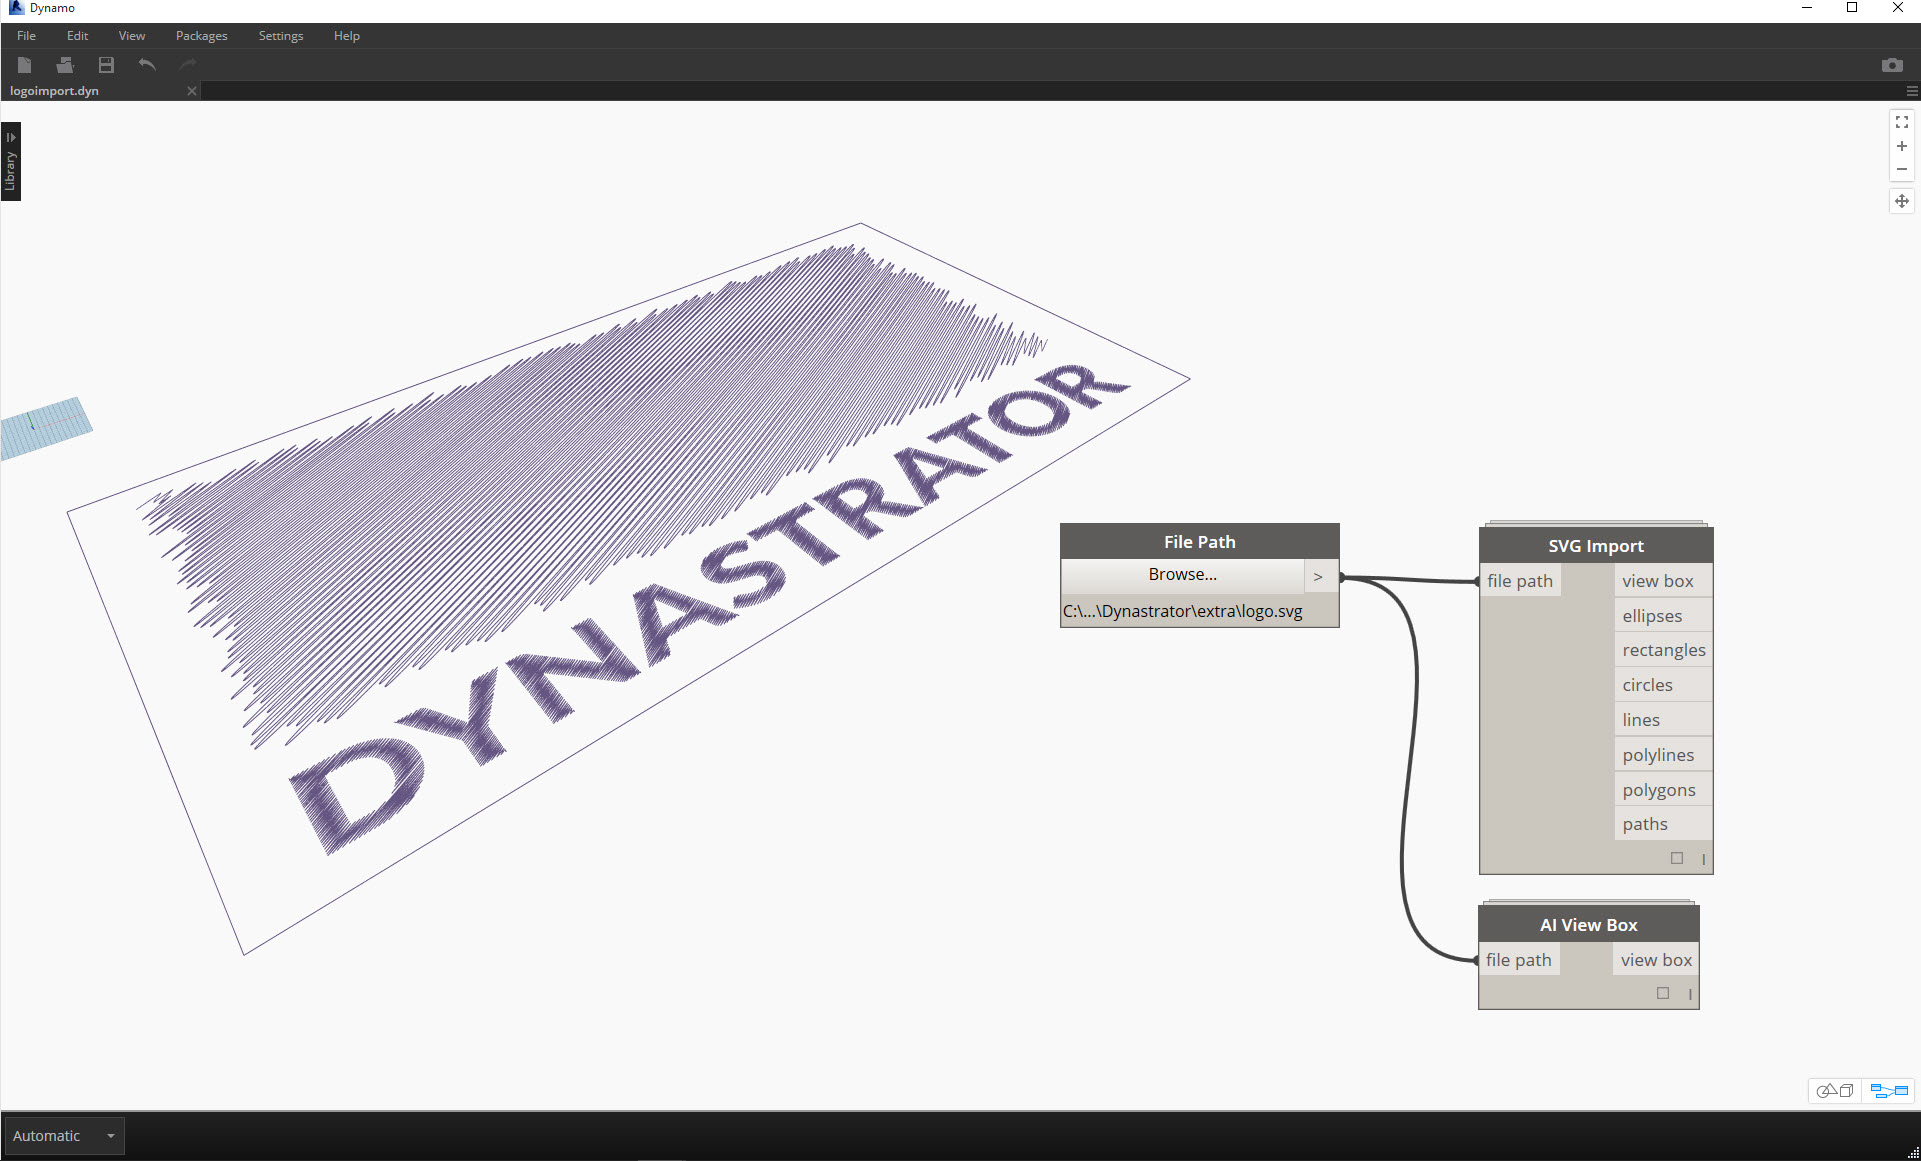 Dynamo
File Edit View Packages Settings Help
logoimport.dyn
Library
DYNASTRATOR
File Path
Browse... >
C:\...\Dynastrator\extra\logo.svg
SVG Import
file path view box
ellipses
rectangles
circles
lines
polylines
polygons
paths
AI View Box
file path view box
Automatic